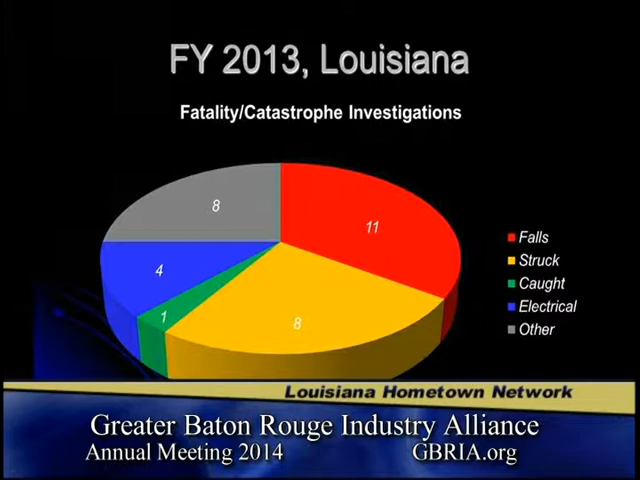 FY 2013, Louisiana
Fatality/Catastrophe Investigations
8
11
4
1
8
Falls
Struck
Caught
Electrical
Other
Louisiana Hometown Network
Greater Baton Rouge Industry Alliance
Annual Meeting 2014 GBRIA.org